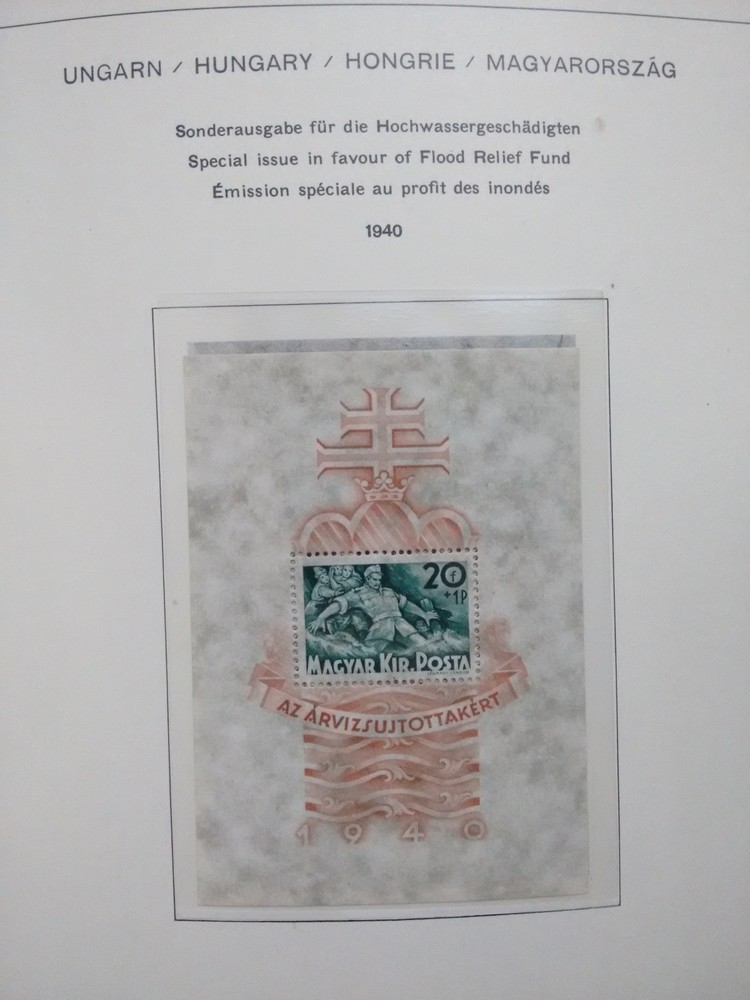 UNGARN / HUNGARY / HONGRIE / MAGYARORSZÁG
Sonderausgabe für die Hochwassergeschädigten
Special issue in favour of Flood Relief Fund
Émission spéciale au profit des inondés
1940
20 f
+1P
MAGYAR KIR. POSTA
AZ ÁRVIZSUJTOTTAKÉRT
1940